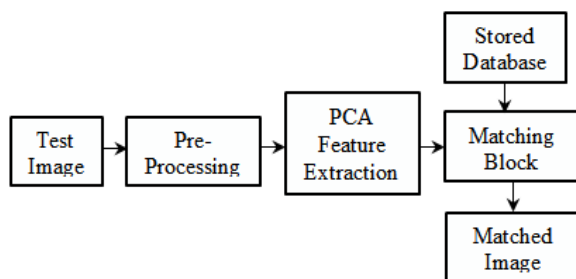 Stored
Database
Test
Image
Pre-
Processing
PCA
Feature
Extraction
Matching
Block
Matched
Image